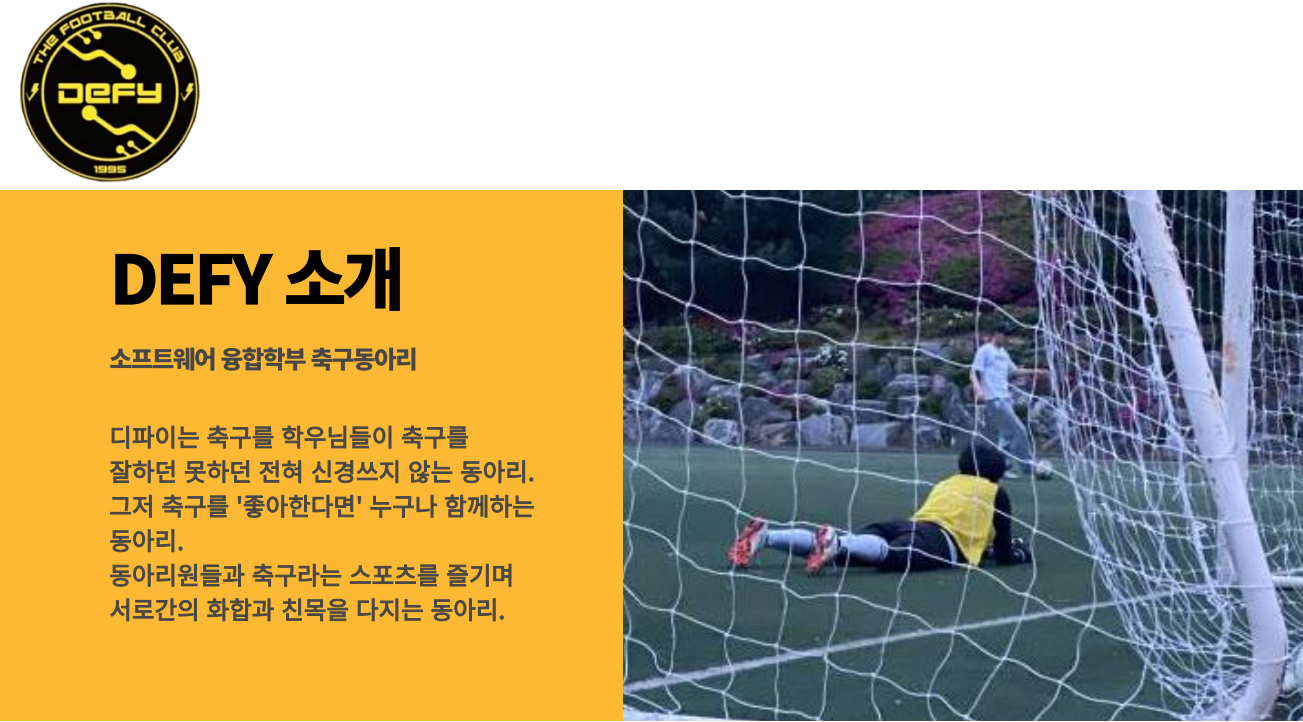 THE FOOTBALL CLUB
DEFY
1995
DEFY 소개
소프트웨어 융합학부 축구동아리
디파이는 축구를 학우님들이 축구를
잘하던 못하던 전혀 신경쓰지 않는 동아리.
그저 축구를 '좋아한다면' 누구나 함께하는
동아리.
동아리원들과 축구라는 스포츠를 즐기며
서로간의 화합과 친목을 다지는 동아리.